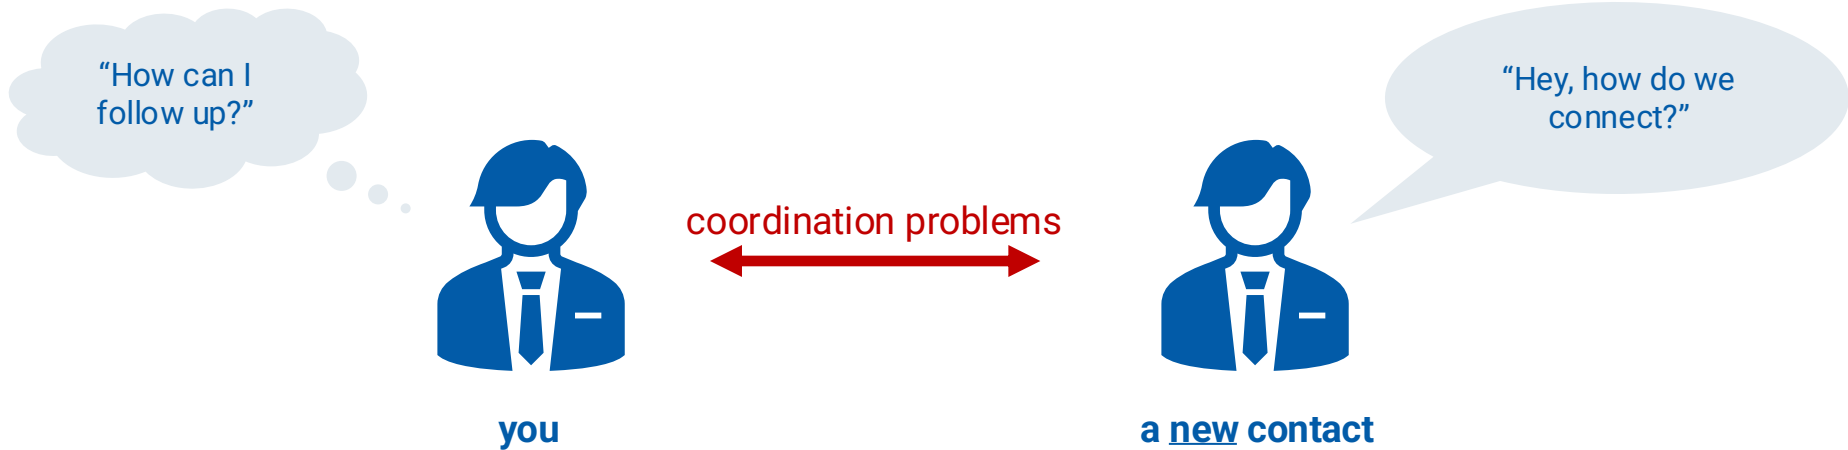 “How can I
follow up?”
“Hey, how do we
connect?”
coordination problems
you
a new contact